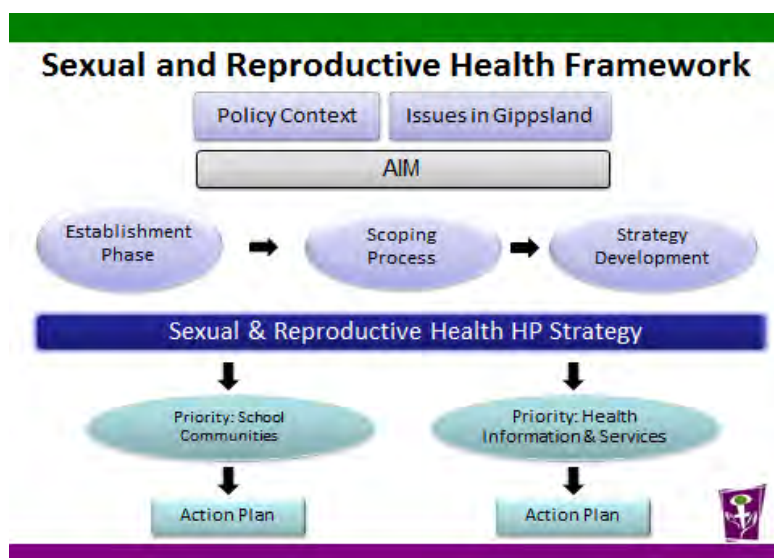 Sexual and Reproductive Health Framework
Policy Context
Issues in Gippsland
AIM
Establishment
Phase
Scoping
Process
Strategy
Development
Sexual & Reproductive Health HP Strategy
Priority: School
Communities
Priority: Health
Information & Services
Action Plan
Action Plan